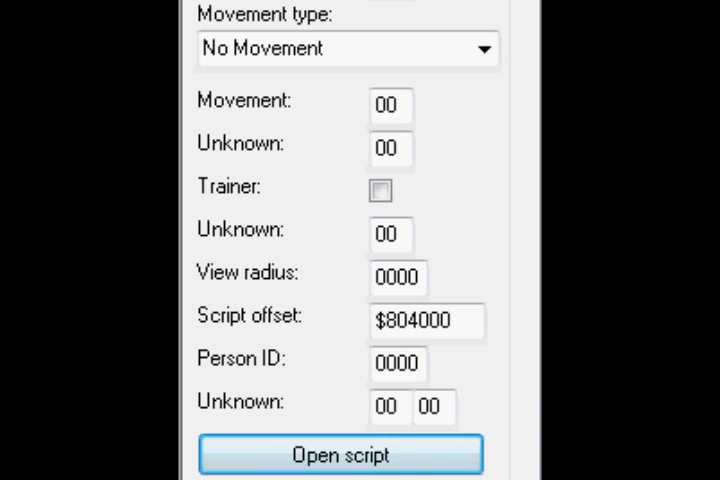 Movement type:
No Movement
Movement: 00
Unknown: 00
Trainer:
Unknown: 00
View radius: 0000
Script offset: $804000
Person ID: 0000
Unknown: 00 00
Open script